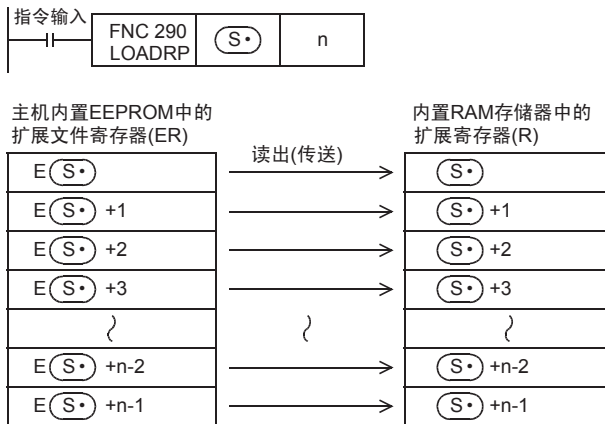 指令输入
FNC 290
LOADRP
S· n
主机内置EEPROM中的
扩展文件寄存器(ER)
内置RAM存储器中的
扩展寄存器(R)
读出(传送)
E S· S·
E S· +1 S· +1
E S· +2 S· +2
E S· +3 S· +3
E S· +n-2 S· +n-2
E S· +n-1 S· +n-1